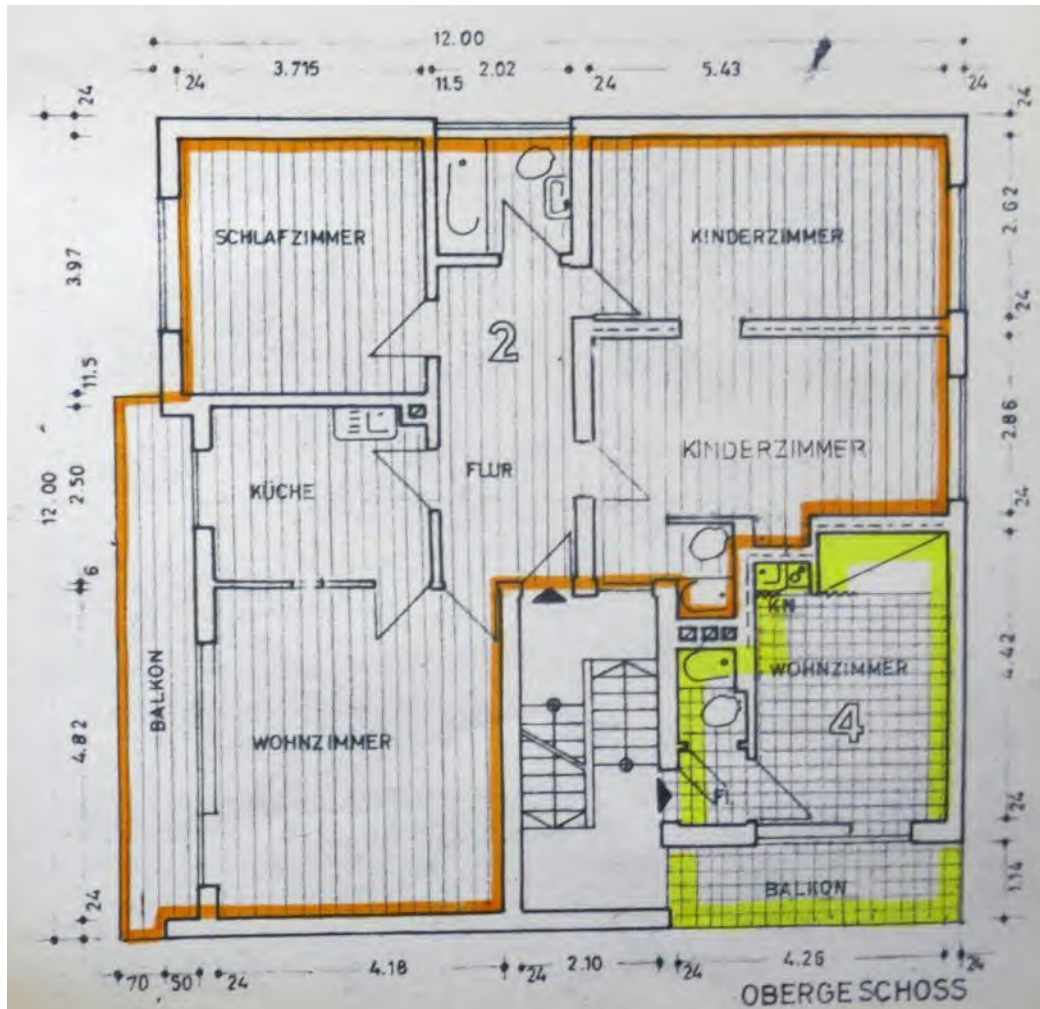 12.00
24 3.715 11.5 2.02 24 5.43 24
24
24
SCHLAFZIMMER
KINDERZIMMER
2.62
3.97
24
2
11.5
2.86
KINDERZIMMER
FLUR
KÜCHE
12.00
2.50
24
6
KN
WOHNZIMMER
4.42
BALKON
4
WOHNZIMMER
4.82
FL
24
BALKON
1.14
24
70 50 24 4.18 24 2.10 24 4.26 24
OBERGESCHOSS